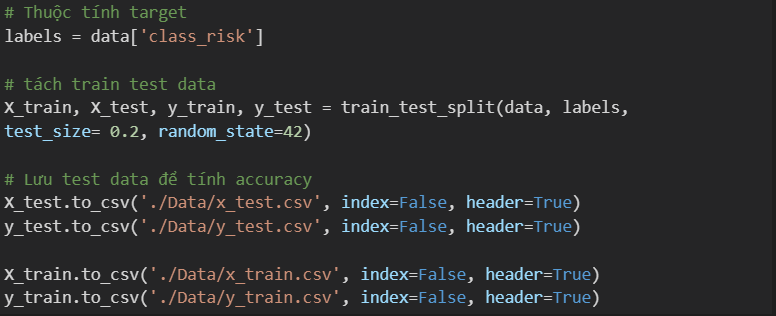 # Thuộc tính target
labels = data['class_risk']
# tách train test data
X_train, X_test, y_train, y_test = train_test_split(data, labels,
test_size= 0.2, random_state=42)
# Lưu test data để tính accuracy
X_test.to_csv('./Data/x_test.csv', index=False, header=True)
y_test.to_csv('./Data/y_test.csv', index=False, header=True)
X_train.to_csv('./Data/x_train.csv', index=False, header=True)
y_train.to_csv('./Data/y_train.csv', index=False, header=True)